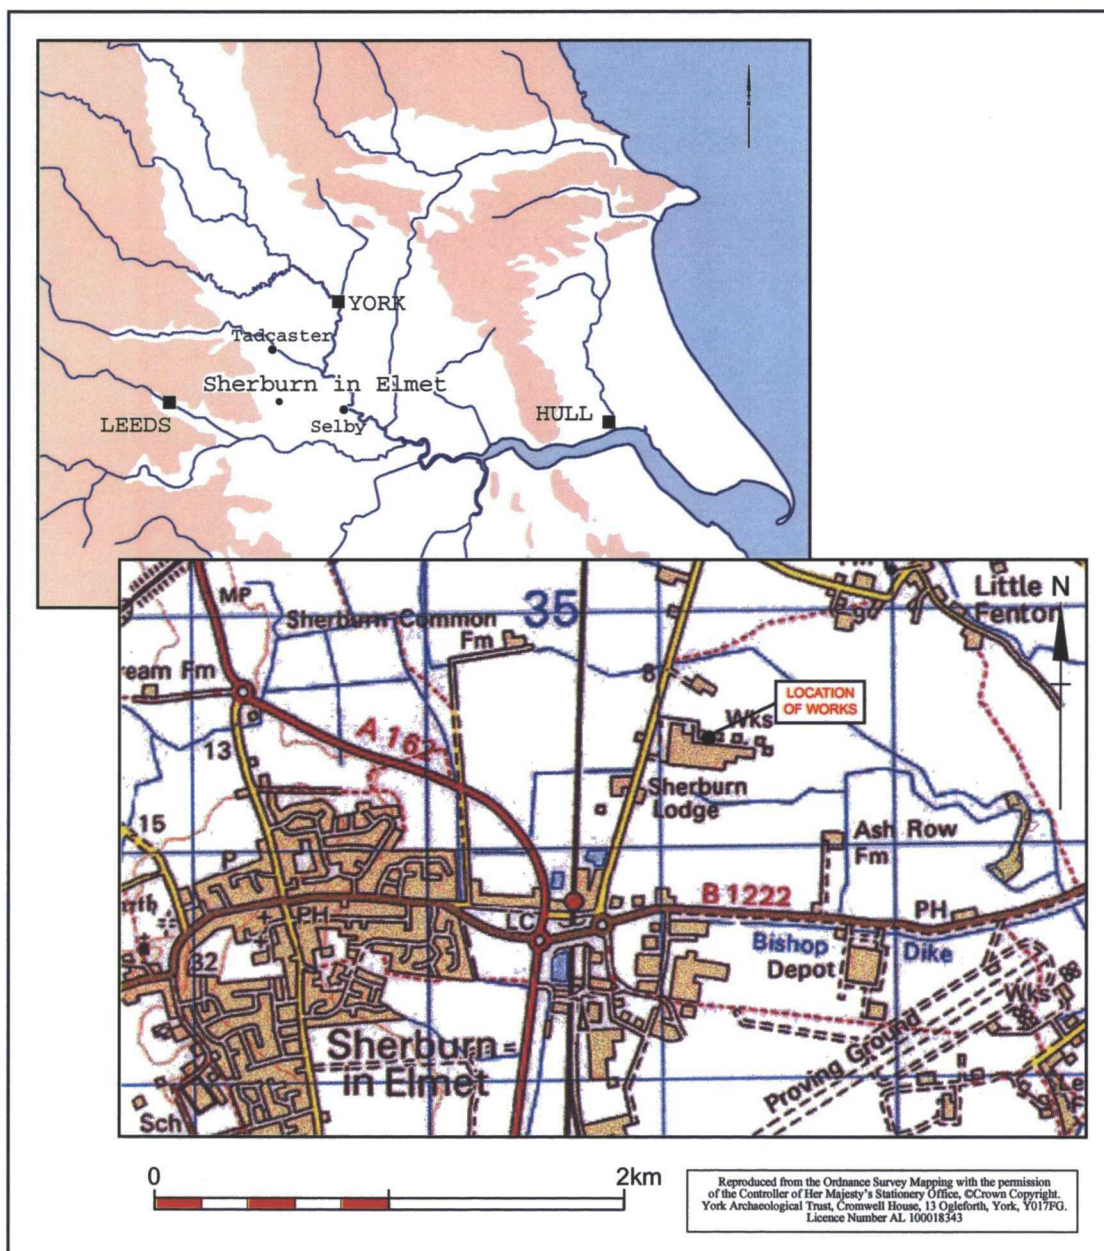 YORK
Tadcaster
Sherburn in Elmet
LEEDS
Selby
HULL
MP
Sherburn Common
Fm
35
Little
Fenton
N
ream Fm
8
Wks
LOCATION
OF WORKS
A 162
13
Sherburn
Lodge
15
Ash Row
Fm
P
PH
LC
B 1222
PH
Bishop
Dike
Depot
32
Wks
Proving Ground
Sherburn
in Elmet
Sch
0
2km
Reproduced from the Ordnance Survey Mapping with the permission
of the Controller of Her Majesty's Stationery Office, ©Crown Copyright.
York Archaeological Trust, Cromwell House, 13 Ogleforth, York, Y017FG.
Licence Number AL 100018343